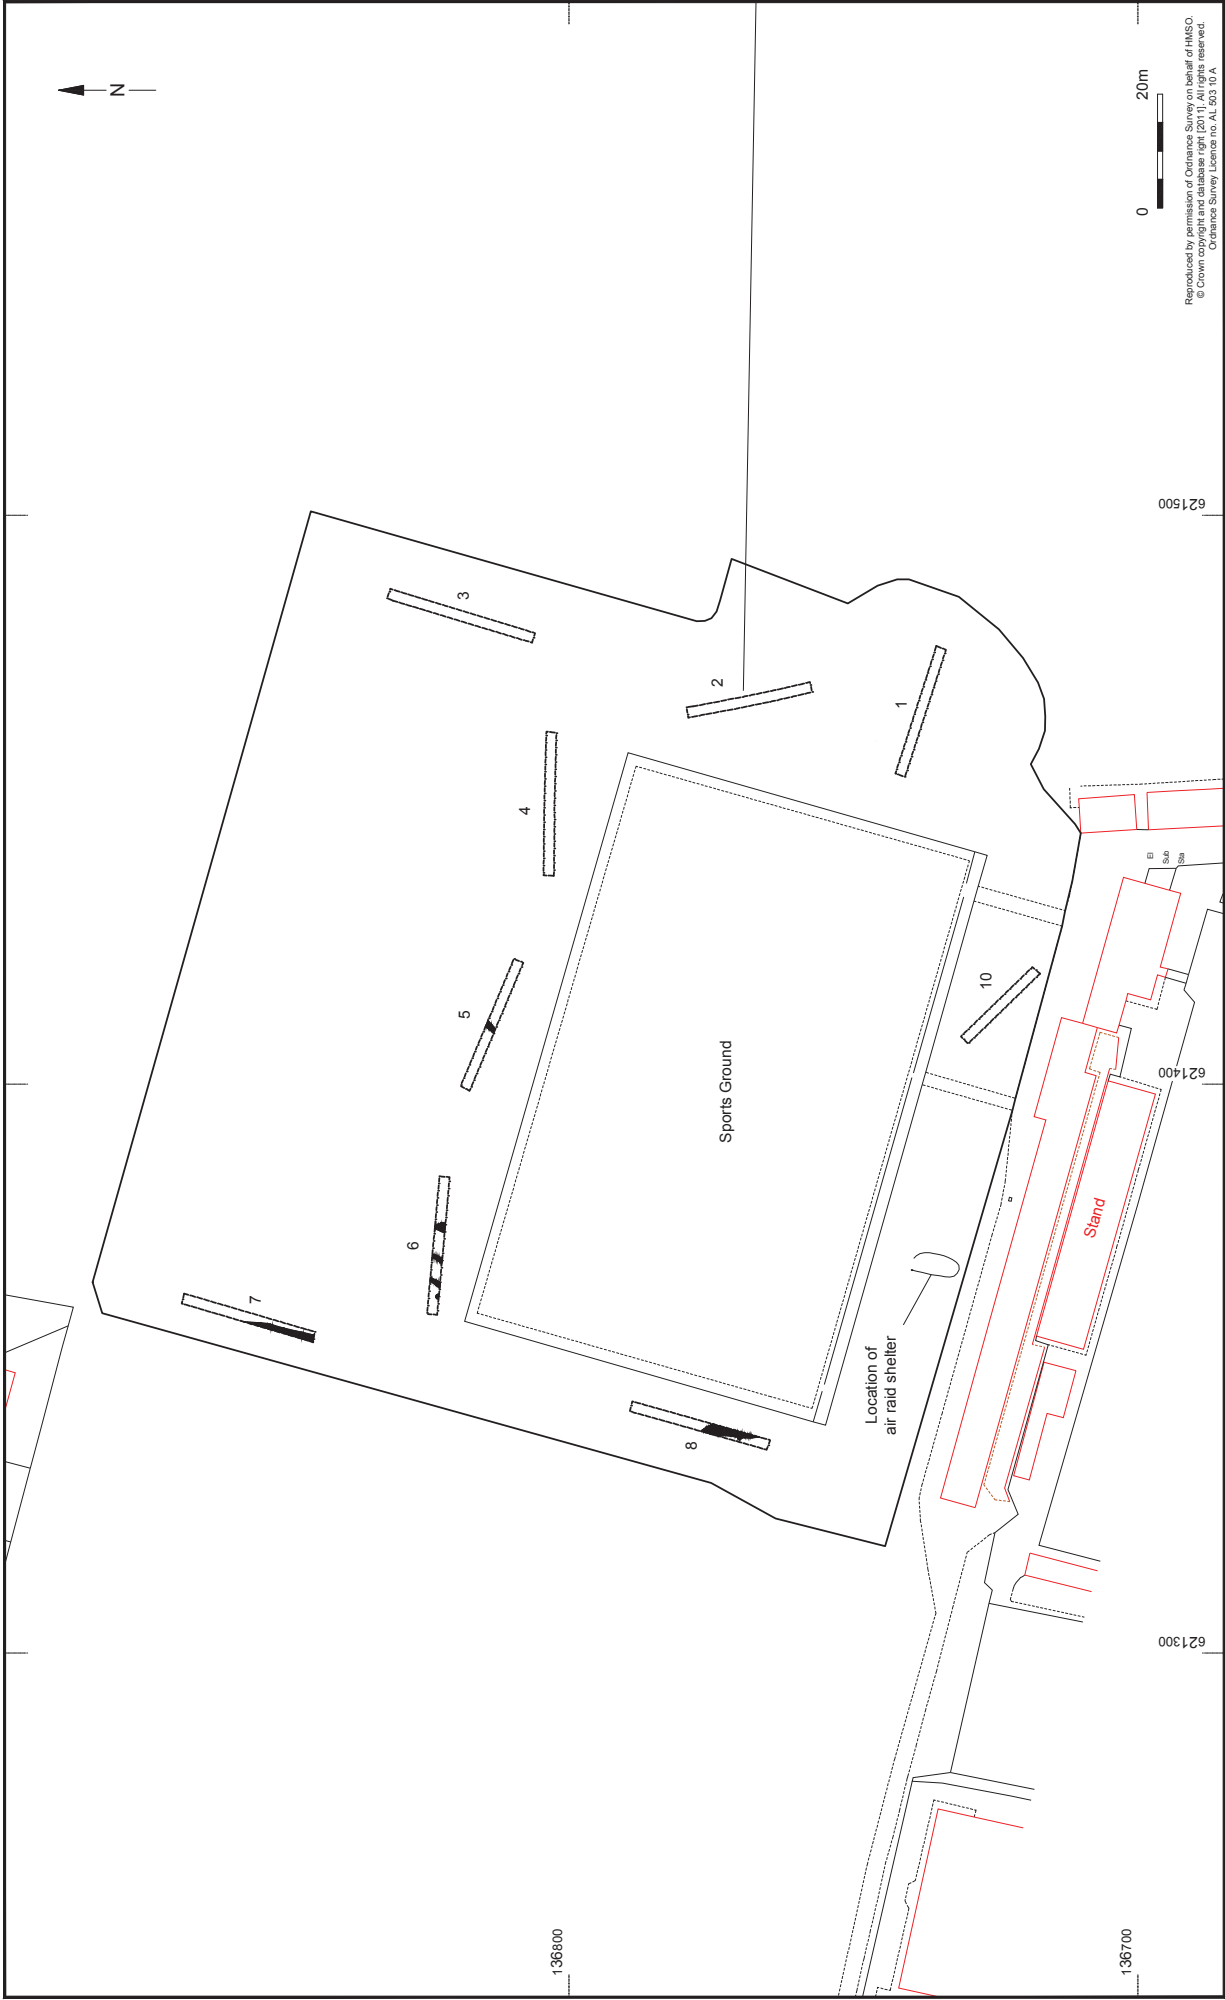 N
3
2
1
4
5
10
6
7
8
Sports Ground
Location of
air raid shelter
Stand
El
Sub
Sta
621500
621400
621300
136800
136700
0
20m
Reproduced by permission of Ordnance Survey on behalf of HMSO.
© Crown copyright and database right [2011]. All rights reserved.
Ordnance Survey Licence no. AL 503 10 A